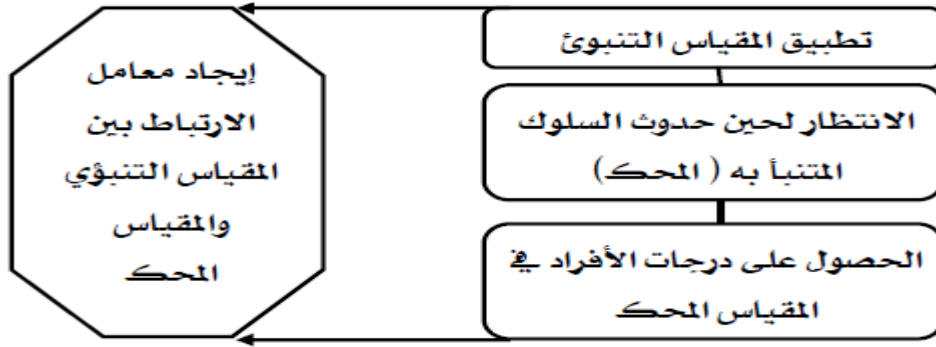 تطبيق المقياس التنبوئ
الانتظار لحين حدوث السلوك
المتنبأ به ( المحك)
الحصول على درجات الأفراد في
المقياس المحك
إيجاد معامل
الارتباط بين
المقياس التنبؤي
والمقياس
المحك